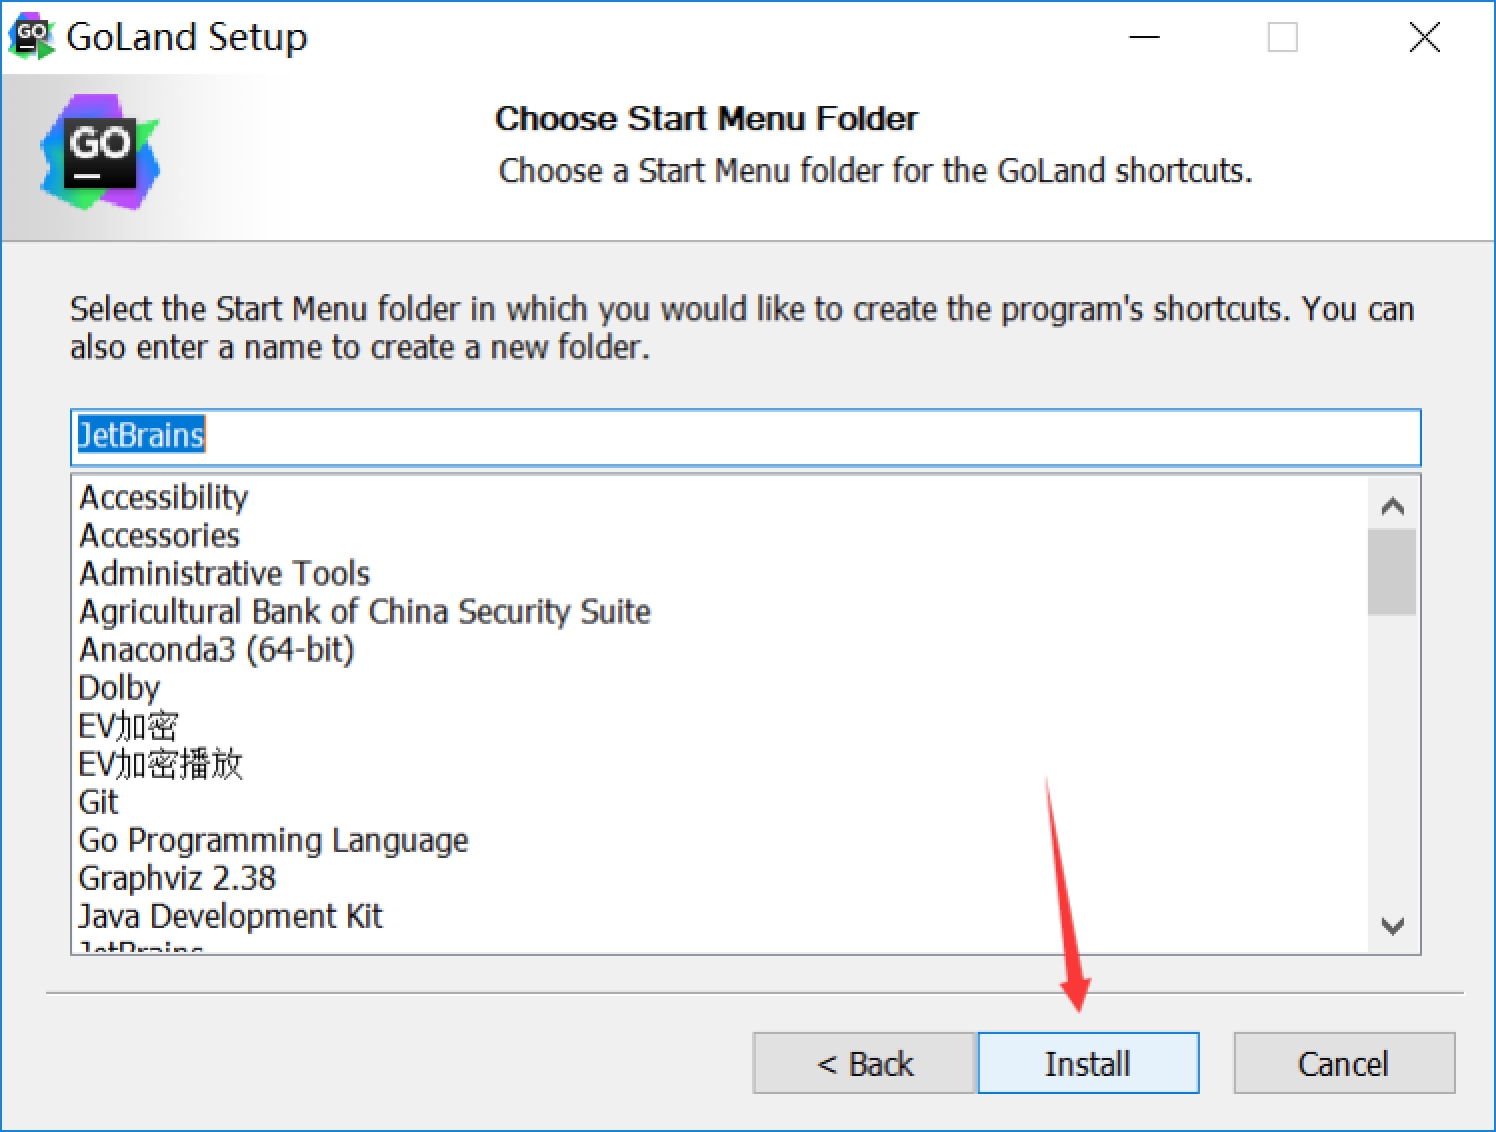 GO
GoLand Setup
GO
Choose Start Menu Folder
Choose a Start Menu folder for the GoLand shortcuts.
Select the Start Menu folder in which you would like to create the program's shortcuts. You can
also enter a name to create a new folder.
JetBrains
Accessibility
Accessories
Administrative Tools
Agricultural Bank of China Security Suite
Anaconda3 (64-bit)
Dolby
EV加密
EV加密播放
Git
Go Programming Language
Graphviz 2.38
Java Development Kit
JetBrains
< Back
Install
Cancel